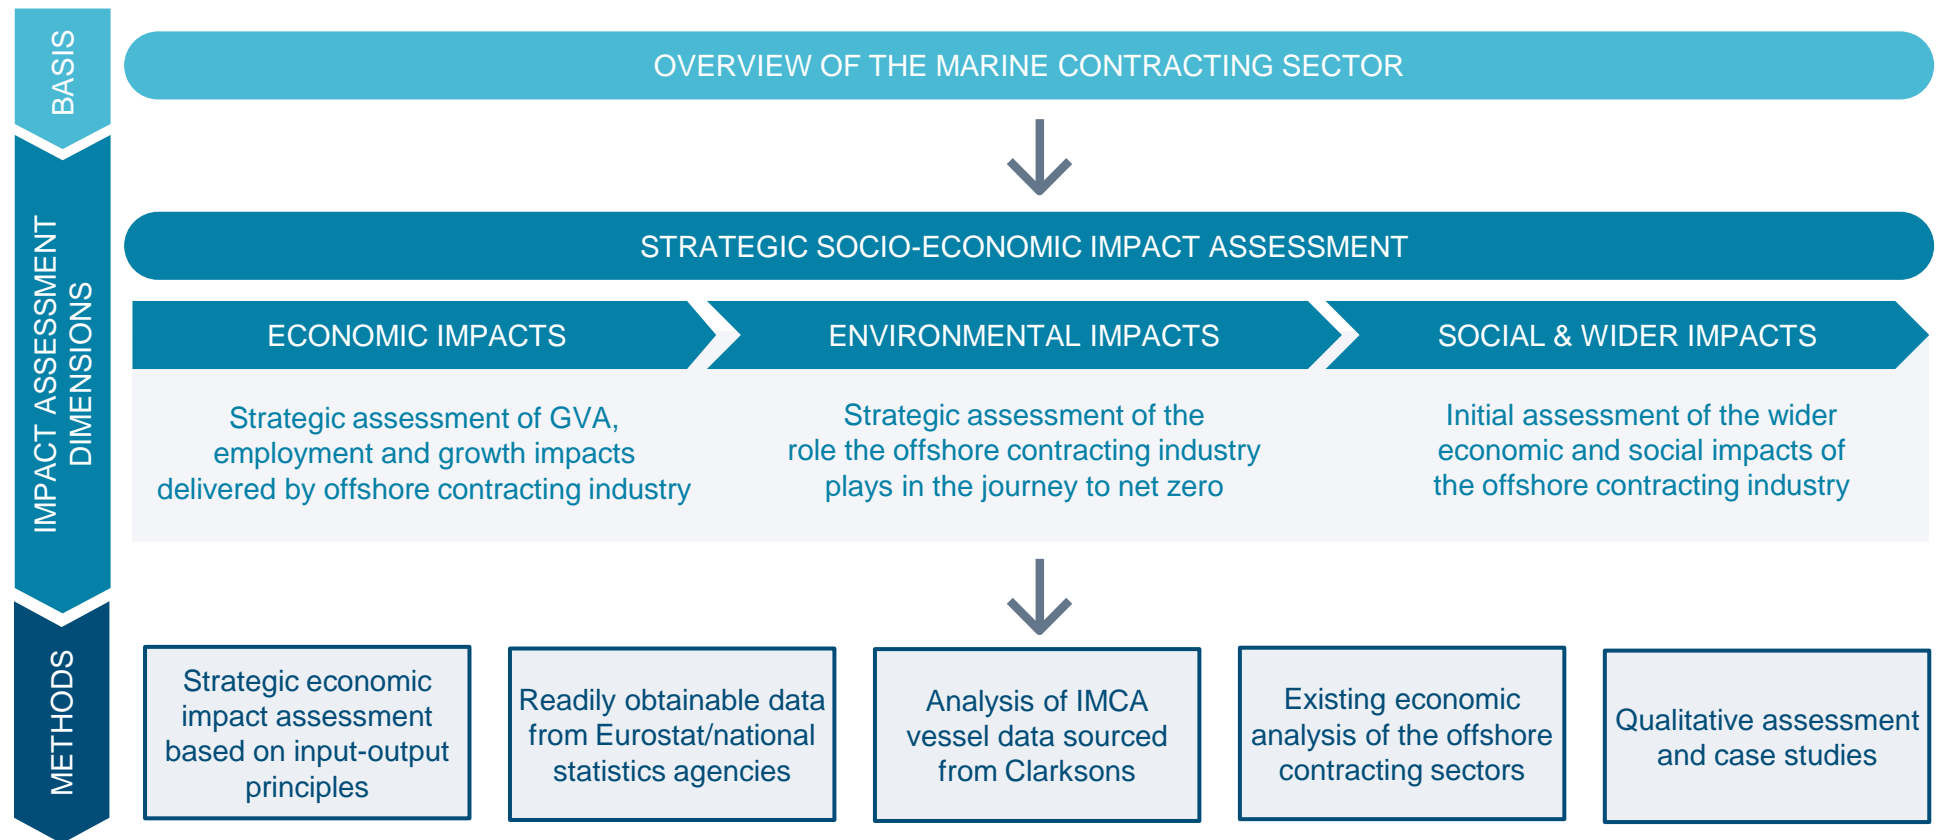 BASIS
OVERVIEW OF THE MARINE CONTRACTING SECTOR
IMPACT ASSESSMENT
DIMENSIONS
STRATEGIC SOCIO-ECONOMIC IMPACT ASSESSMENT
ECONOMIC IMPACTS
Strategic assessment of GVA,
employment and growth impacts
delivered by offshore contracting industry
ENVIRONMENTAL IMPACTS
Strategic assessment of the
role the offshore contracting industry
plays in the journey to net zero
SOCIAL & WIDER IMPACTS
Initial assessment of the wider
economic and social impacts of
the offshore contracting industry
METHODS
Strategic economic
impact assessment
based on input-output
principles
Readily obtainable data
from Eurostat/national
statistics agencies
Analysis of IMCA
vessel data sourced
from Clarksons
Existing economic
analysis of the offshore
contracting sectors
Qualitative assessment
and case studies